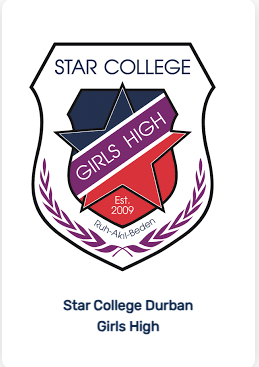 STAR COLLEGE
GIRLS HIGH
Est.
2009
Ruh-Akıl-Beden
Star College Durban
Girls High